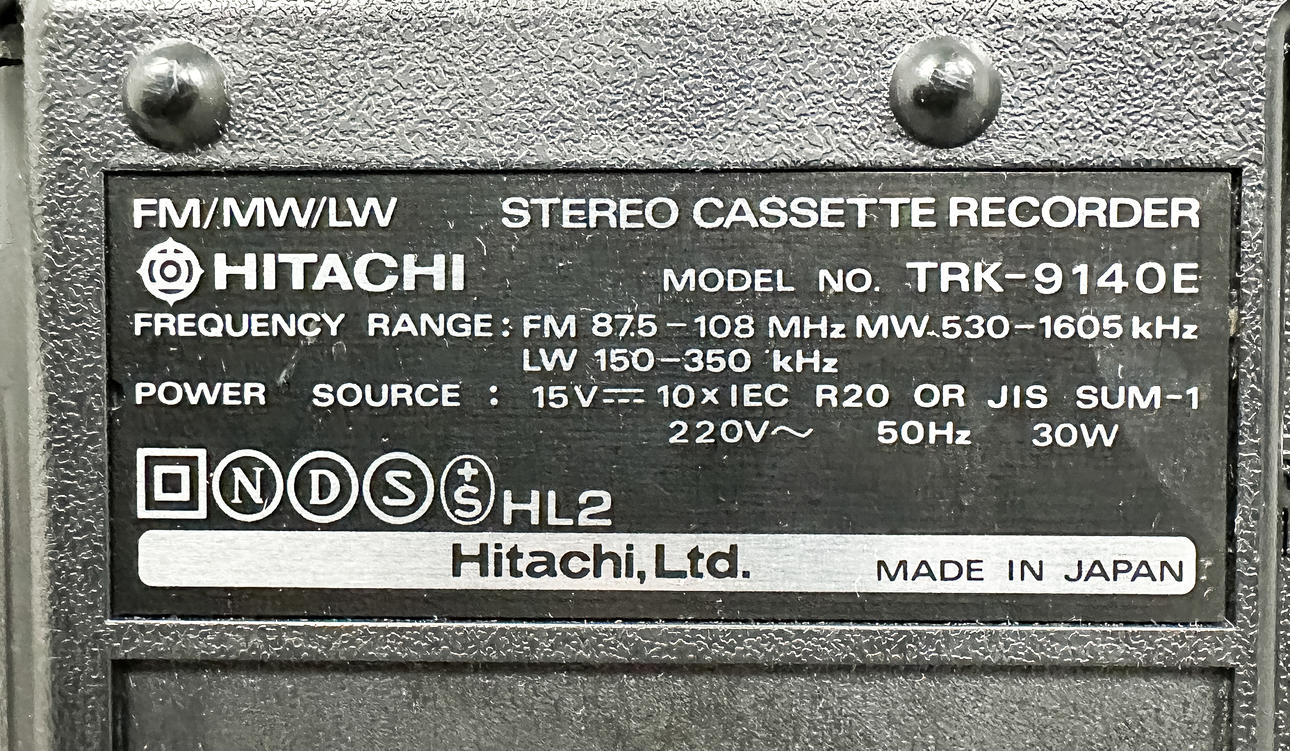 FM/MW/LW STEREO CASSETTE RECORDER
HITACHI MODEL NO. TRK-9140E
FREQUENCY RANGE: FM 87.5-108 MHz MW 530-1605 kHz
LW 150-350 kHz
POWER SOURCE : 15V⎓ 10×IEC R20 OR JIS SUM-1
220V~ 50Hz 30W
N D S +S HL2
Hitachi, Ltd. MADE IN JAPAN